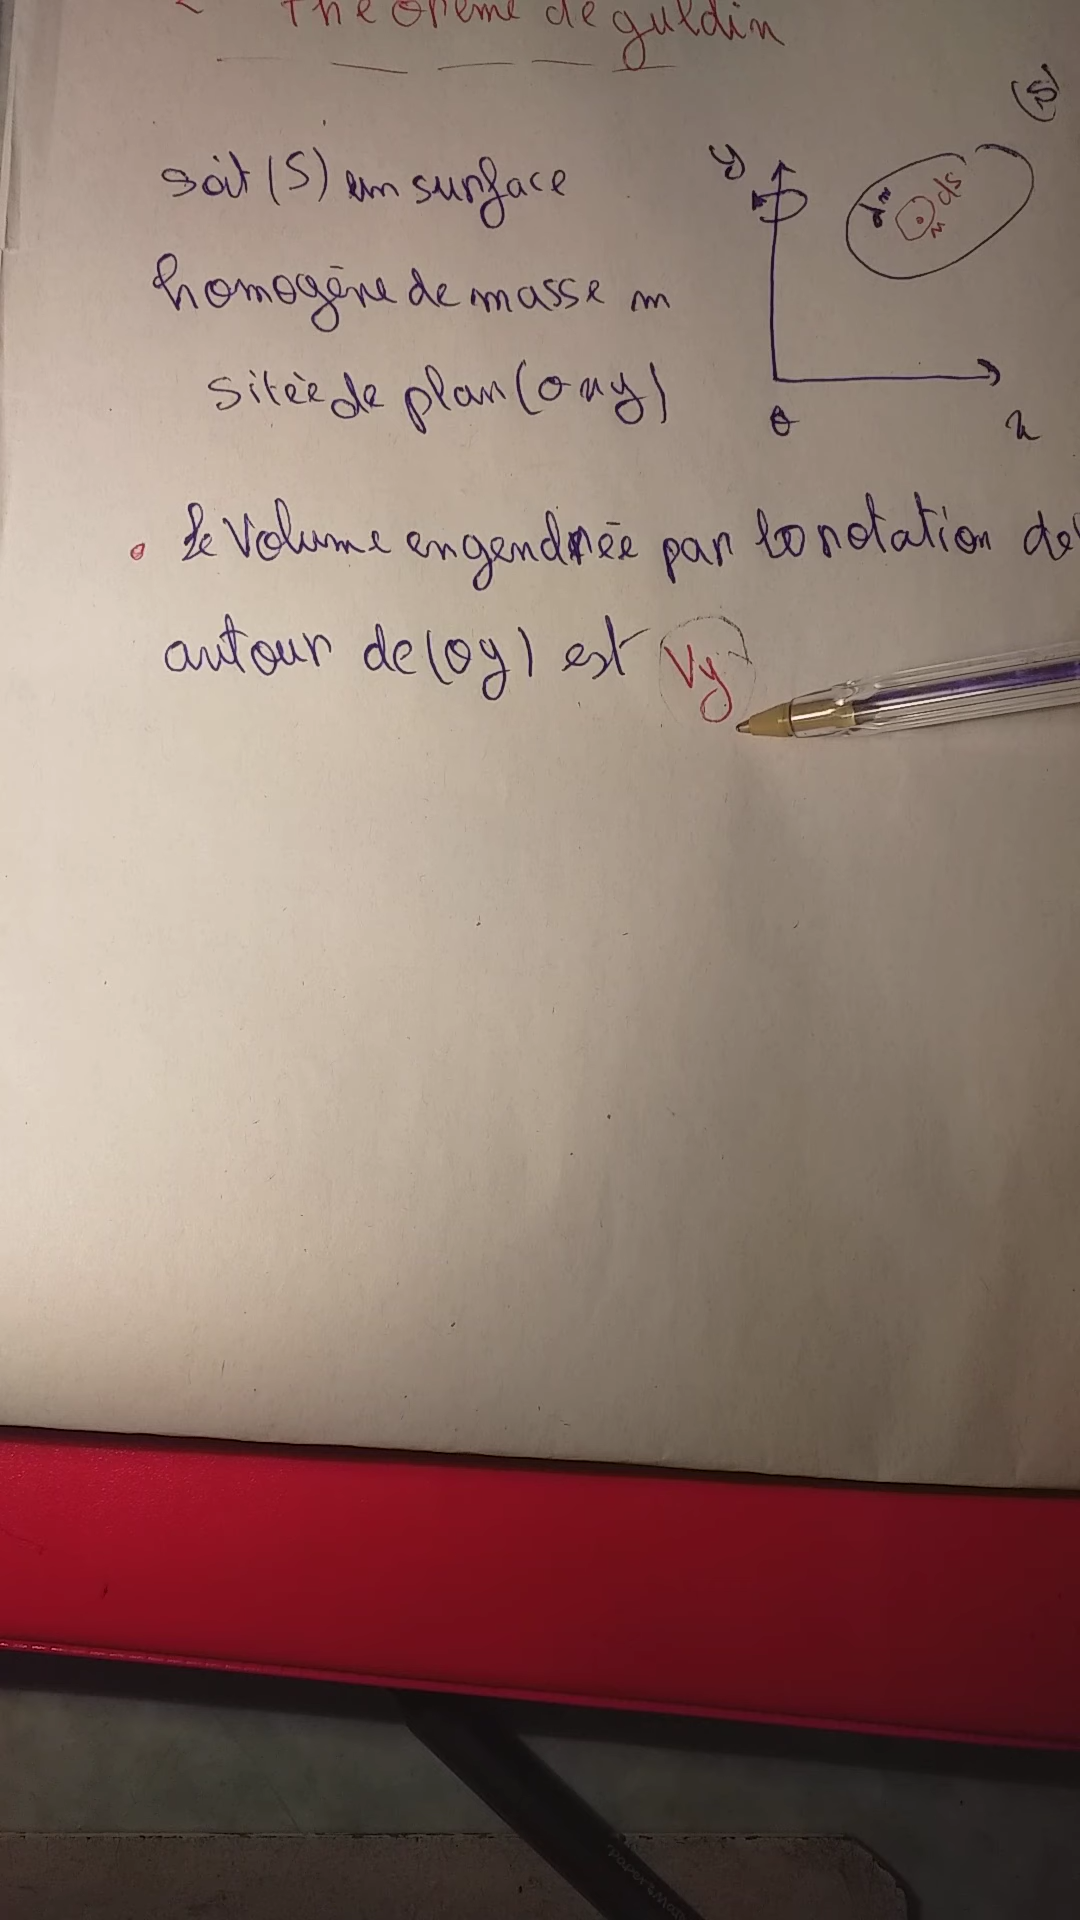 Théorème de guldin
(S)
soit (S) un surface
y
dm
ds
M
homogène de masse m
sitée de plan (oxy)
o
x
• Le Volume engendrée par la rotation de
autour de (oy) est Vy